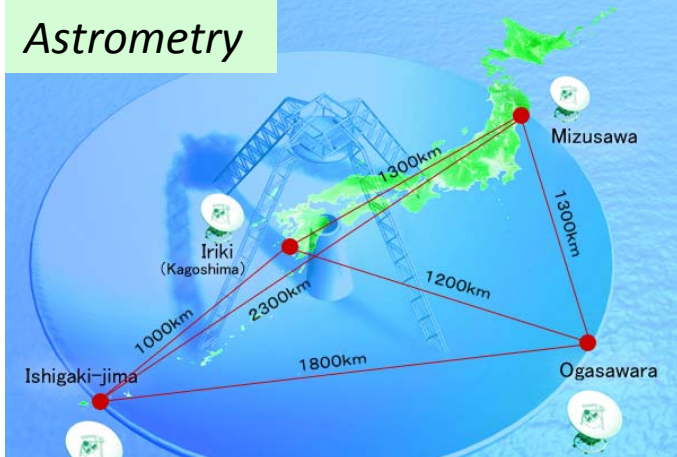 Astrometry
Mizusawa
1300km
1300km
Iriki
(Kagoshima)
1200km
2300km
1000km
1800km
Ishigaki-jima
Ogasawara